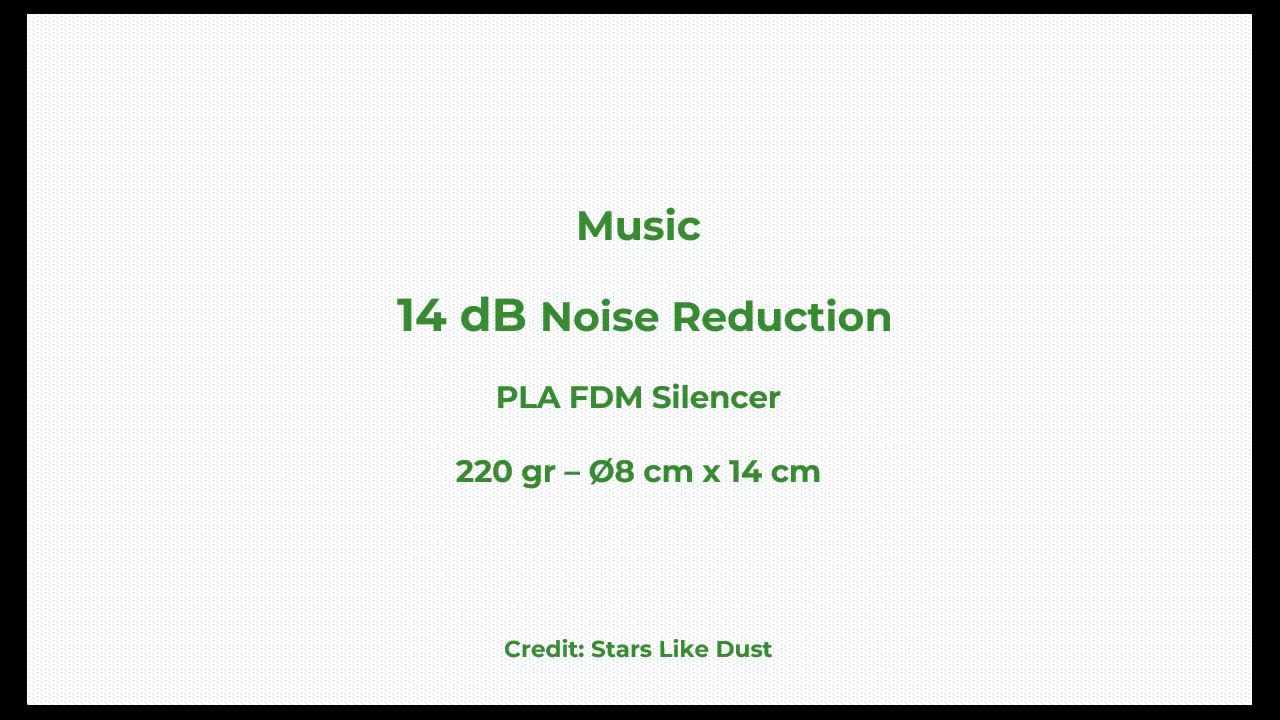 Music
14 dB Noise Reduction
PLA FDM Silencer
220 gr – Ø8 cm x 14 cm
Credit: Stars Like Dust